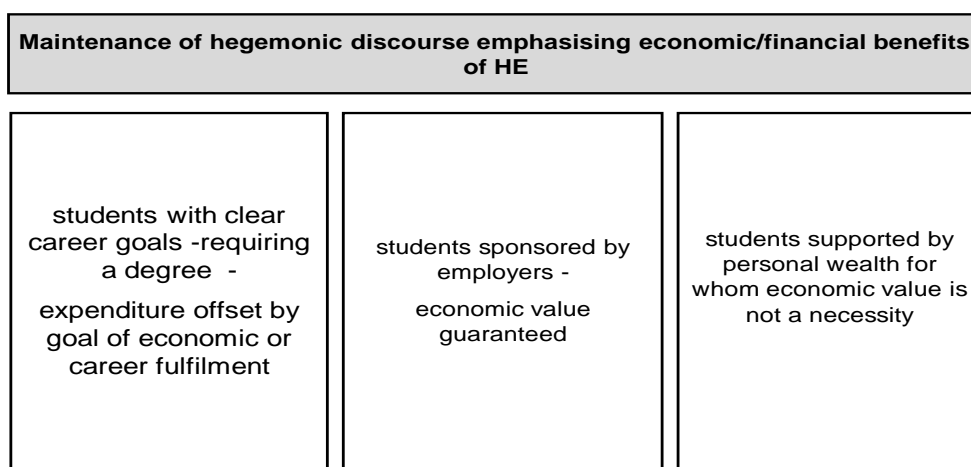 Maintenance of hegemonic discourse emphasising economic/financial benefits
of HE
students with clear
career goals -requiring
a degree -
expenditure offset by
goal of economic or
career fulfilment
students sponsored by
employers -
economic value
guaranteed
students supported by
personal wealth for
whom economic value is
not a necessity